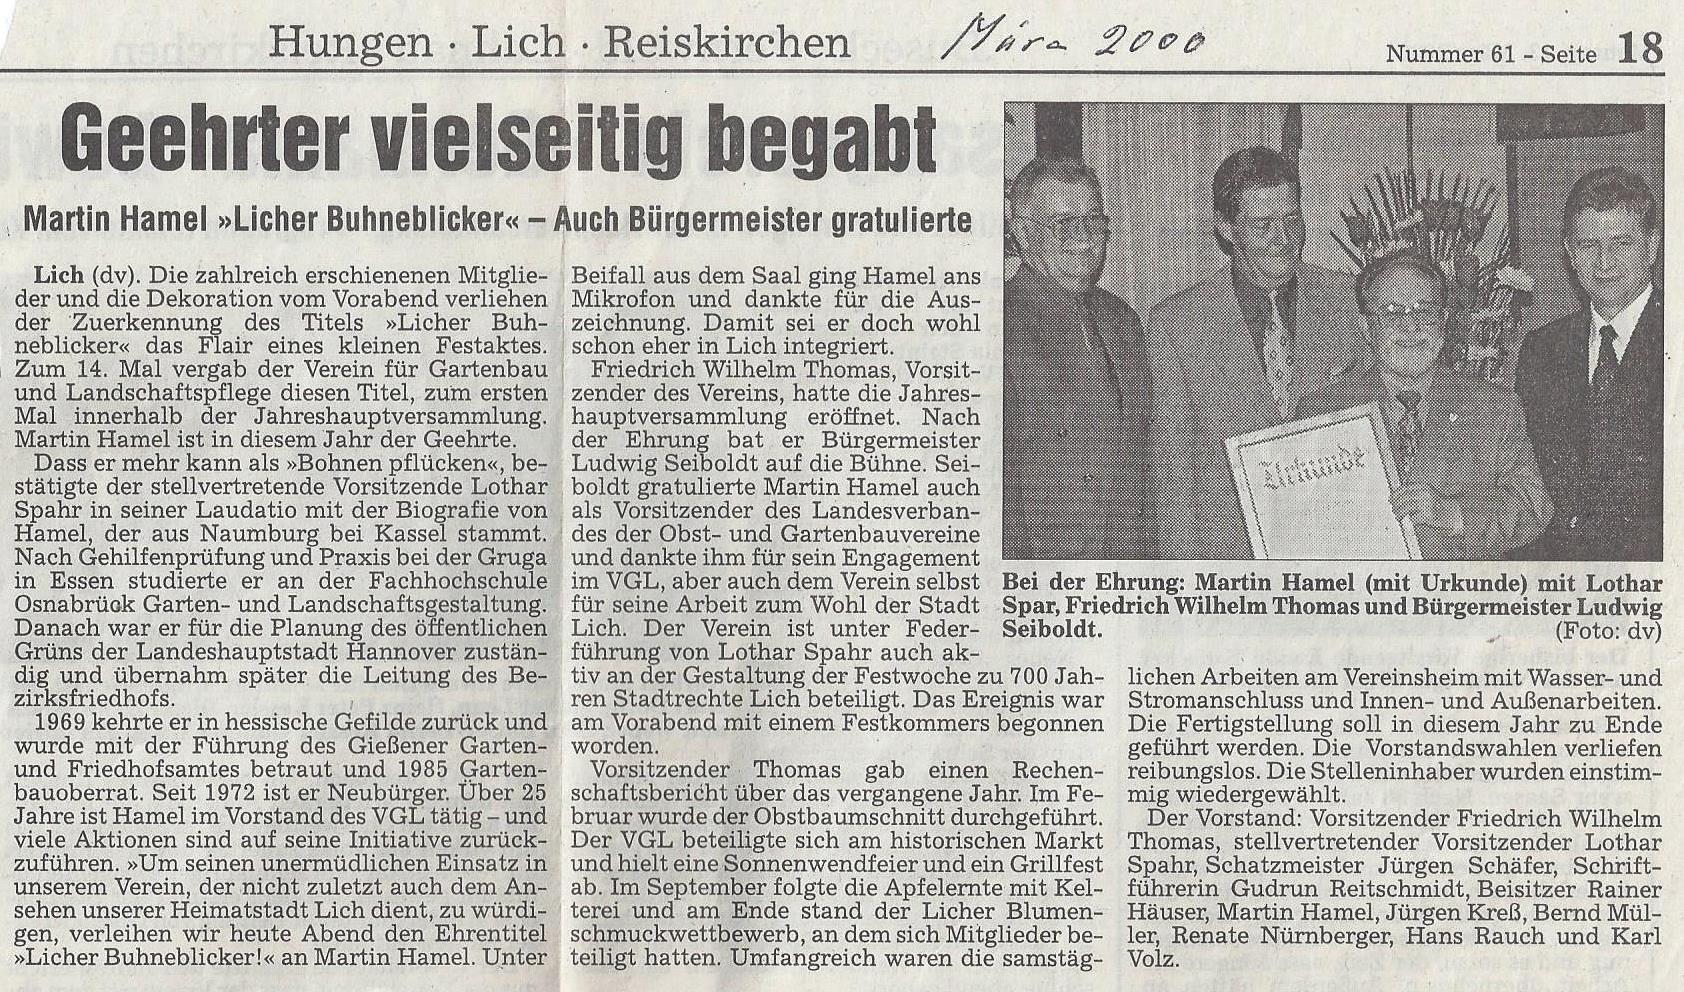 Hungen · Lich · Reiskirchen
März 2000
Nummer 61 – Seite 18
Geehrter vielseitig begabt
Martin Hamel »Licher Buhneblicker« – Auch Bürgermeister gratulierte
Lich (dv). Die zahlreich erschienenen Mitglie-
der und die Dekoration vom Vorabend verliehen
der Zuerkennung des Titels »Licher Buh-
neblicker« das Flair eines kleinen Festaktes.
Zum 14. Mal vergab der Verein für Gartenbau
und Landschaftspflege diesen Titel, zum ersten
Mal innerhalb der Jahreshauptversammlung.
Martin Hamel ist in diesem Jahr der Geehrte.
Dass er mehr kann als »Bohnen pflücken«, be-
stätigte der stellvertretende Vorsitzende Lothar
Spahr in seiner Laudatio mit der Biografie von
Hamel, der aus Naumburg bei Kassel stammt.
Nach Gehilfenprüfung und Praxis bei der Gruga
in Essen studierte er an der Fachhochschule
Osnabrück Garten- und Landschaftsgestaltung.
Danach war er für die Planung des öffentlichen
Grüns der Landeshauptstadt Hannover zustän-
dig und übernahm später die Leitung des Be-
zirksfriedhofs.
1969 kehrte er in hessische Gefilde zurück und
wurde mit der Führung des Gießener Garten-
und Friedhofsamtes betraut und 1985 Garten-
bauoberrat. Seit 1972 ist er Neubürger. Über 25
Jahre ist Hamel im Vorstand des VGL tätig – und
viele Aktionen sind auf seine Initiative zurück-
zuführen. »Um seinen unermüdlichen Einsatz in
unserem Verein, der nicht zuletzt auch dem An-
sehen unserer Heimatstadt Lich dient, zu würdi-
gen, verleihen wir heute Abend den Ehrentitel
»Licher Buhneblicker!« an Martin Hamel. Unter
Beifall aus dem Saal ging Hamel ans
Mikrofon und dankte für die Aus-
zeichnung. Damit sei er doch wohl
schon eher in Lich integriert.
Friedrich Wilhelm Thomas, Vorsit-
zender des Vereins, hatte die Jahres-
hauptversammlung eröffnet. Nach
der Ehrung bat er Bürgermeister
Ludwig Seiboldt auf die Bühne. Sei-
boldt gratulierte Martin Hamel auch
als Vorsitzender des Landesverban-
des der Obst- und Gartenbauvereine
und dankte ihm für sein Engagement
im VGL, aber auch dem Verein selbst
für seine Arbeit zum Wohl der Stadt
Lich. Der Verein ist unter Feder-
führung von Lothar Spahr auch ak-
tiv an der Gestaltung der Festwoche zu 700 Jah-
ren Stadtrechte Lich beteiligt. Das Ereignis war
am Vorabend mit einem Festkommers begonnen
worden.
Vorsitzender Thomas gab einen Rechen-
schaftsbericht über das vergangene Jahr. Im Fe-
bruar wurde der Obstbaumschnitt durchgeführt.
Der VGL beteiligte sich am historischen Markt
und hielt eine Sonnenwendfeier und ein Grillfest
ab. Im September folgte die Apfelernte mit Kel-
terei und am Ende stand der Licher Blumen-
schmuckwettbewerb, an dem sich Mitglieder be-
teiligt hatten. Umfangreich waren die samstäg-
Urkunde
Bei der Ehrung: Martin Hamel (mit Urkunde) mit Lothar
Spar, Friedrich Wilhelm Thomas und Bürgermeister Ludwig
Seiboldt. (Foto: dv)
lichen Arbeiten am Vereinsheim mit Wasser- und
Stromanschluss und Innen- und Außenarbeiten.
Die Fertigstellung soll in diesem Jahr zu Ende
geführt werden. Die Vorstandswahlen verliefen
reibungslos. Die Stelleninhaber wurden einstim-
mig wiedergewählt.
Der Vorstand: Vorsitzender Friedrich Wilhelm
Thomas, stellvertretender Vorsitzender Lothar
Spahr, Schatzmeister Jürgen Schäfer, Schrift-
führerin Gudrun Reitschmidt, Beisitzer Rainer
Häuser, Martin Hamel, Jürgen Kreß, Bernd Mül-
ler, Renate Nürnberger, Hans Rauch und Karl
Volz.